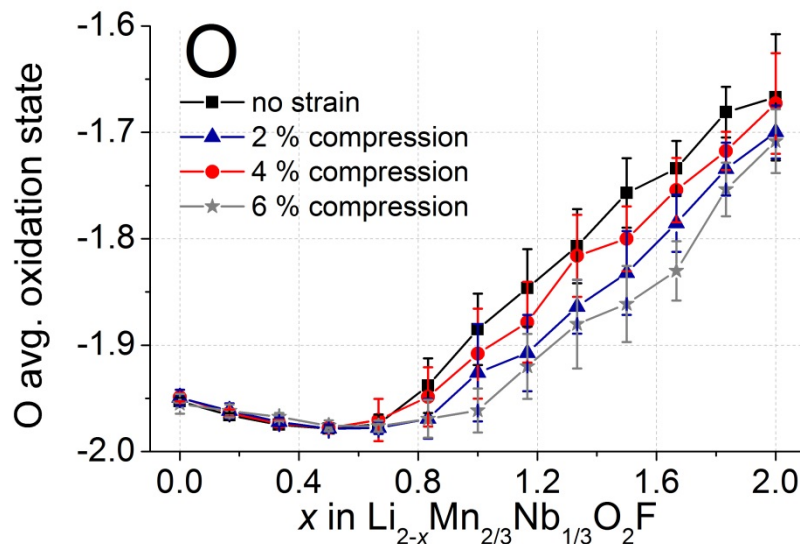 O
-1.6
-1.7
-1.8
-1.9
-2.0
O avg. oxidation state
no strain
2 % compression
4 % compression
6 % compression
0.0 0.4 0.8 1.2 1.6 2.0
x in Li2-xMn2/3Nb1/3O2F